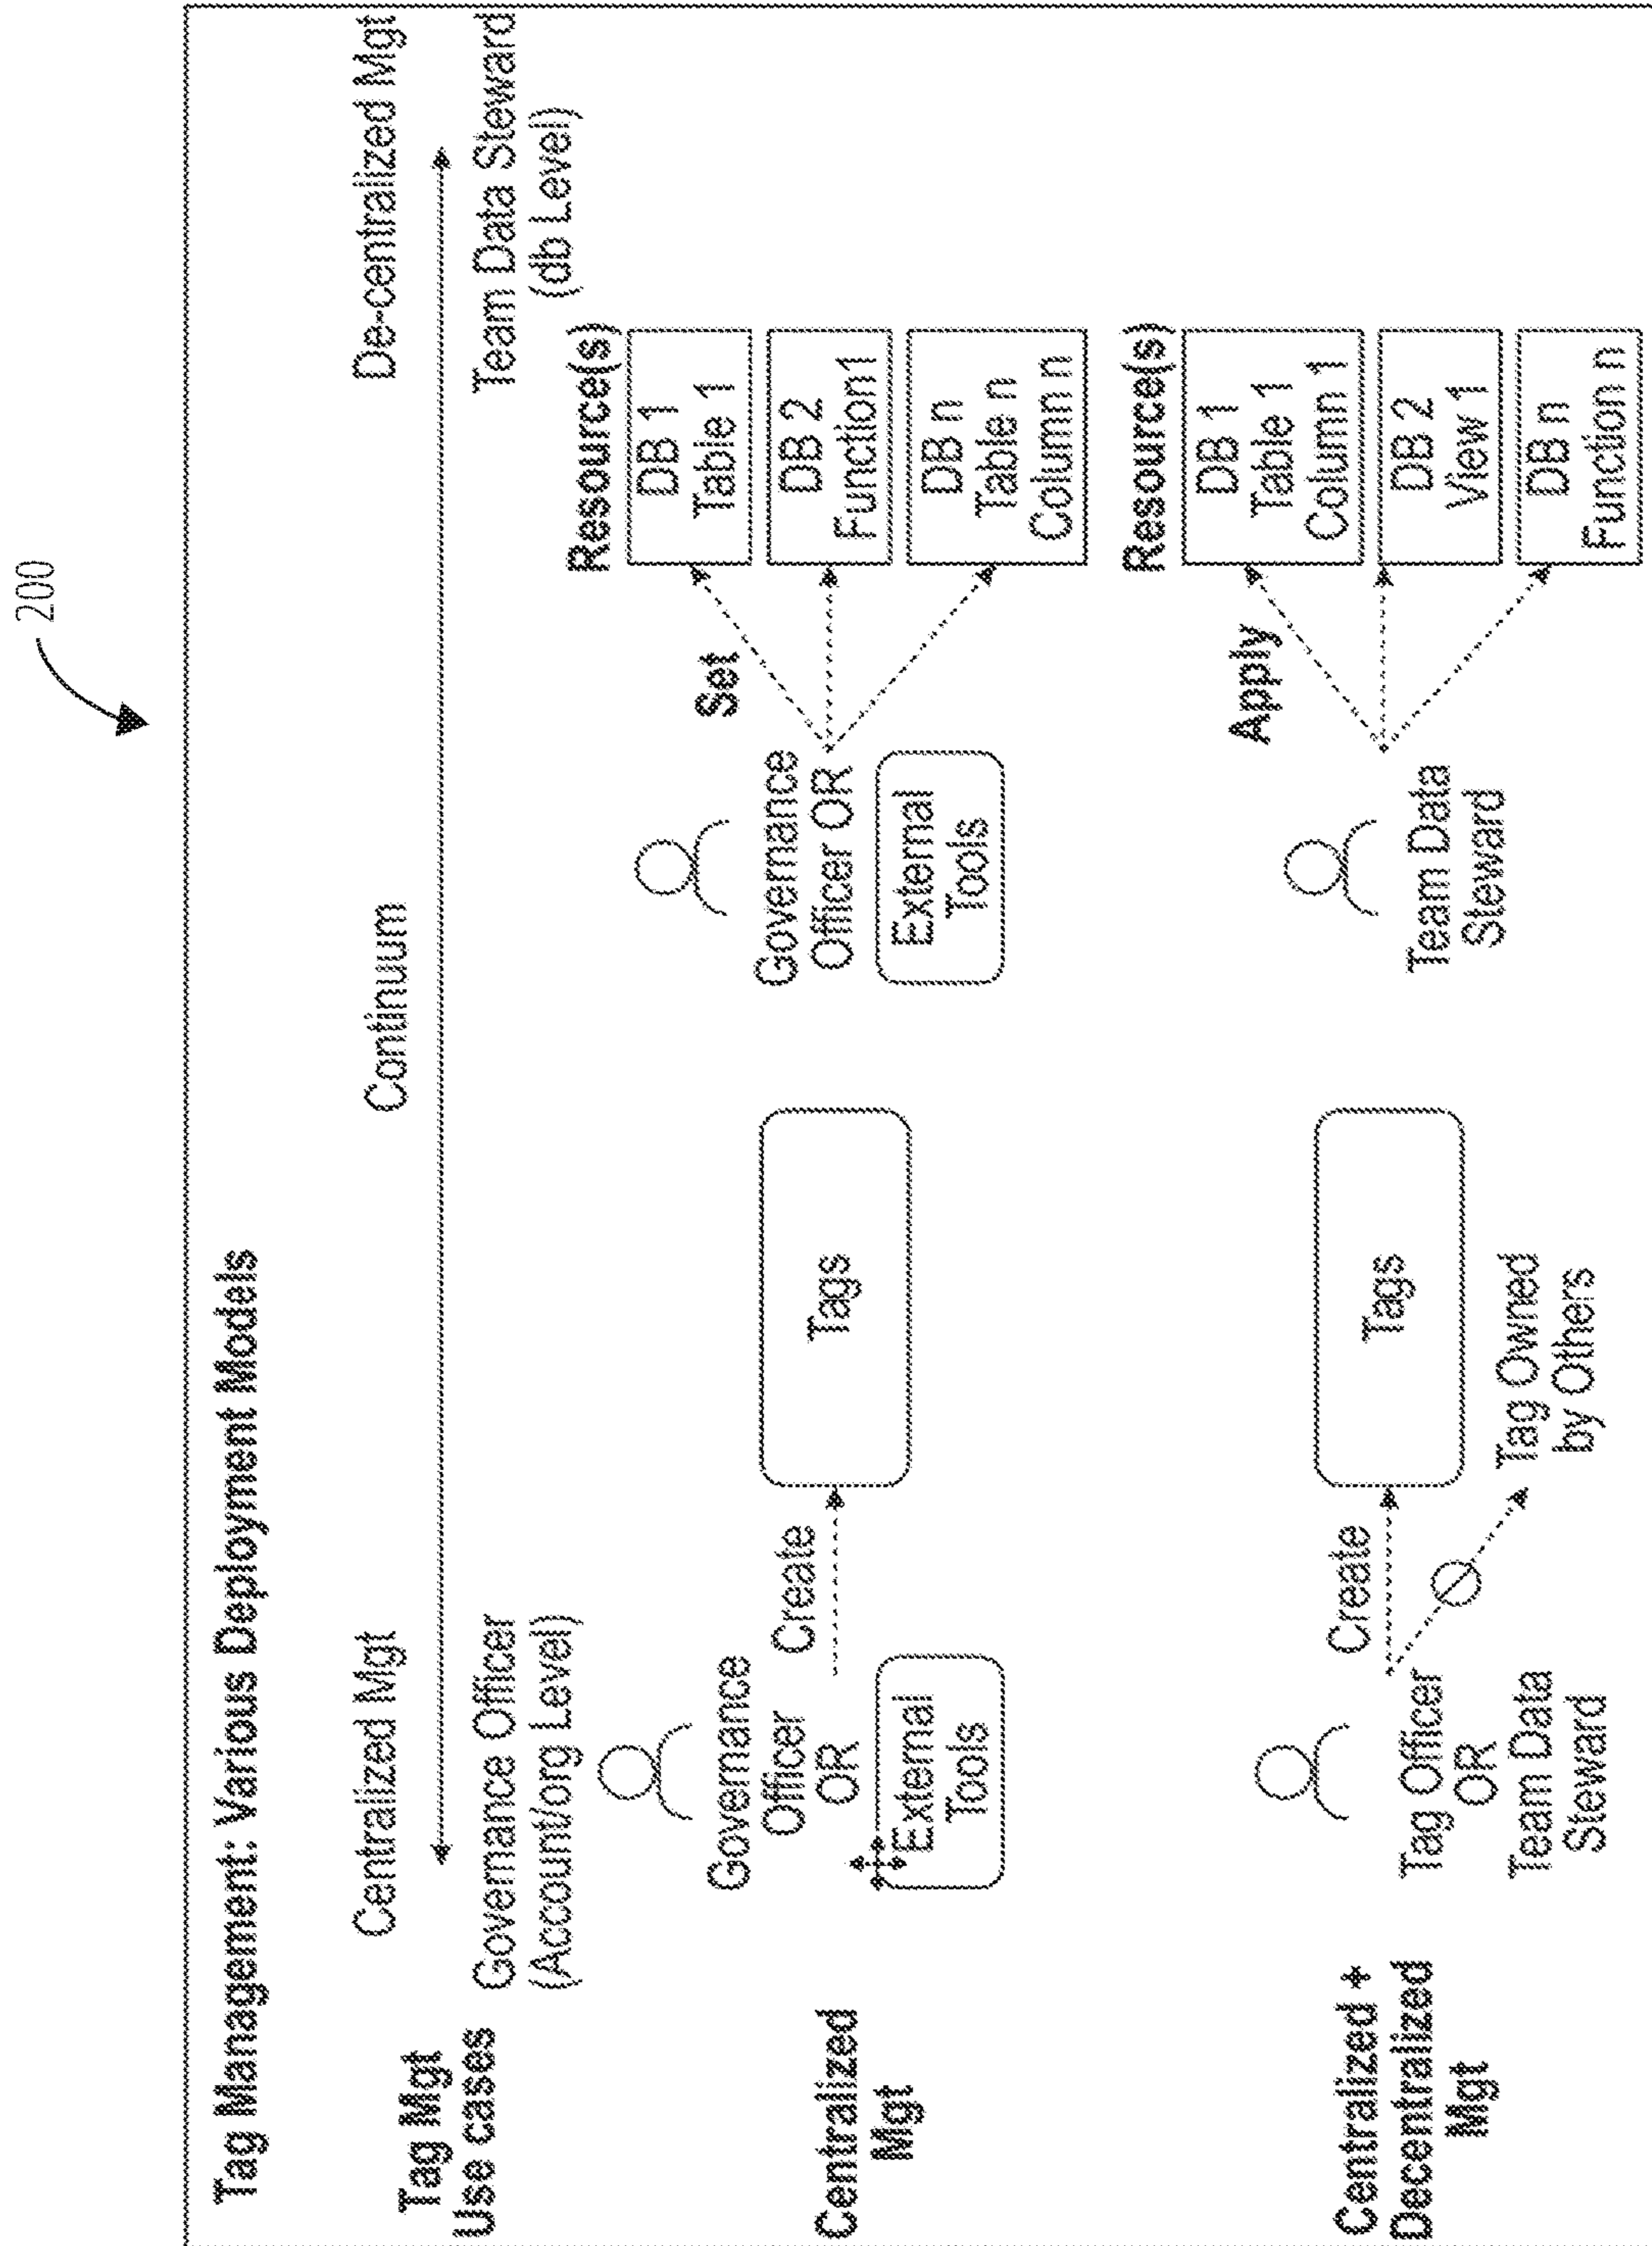 200
Tag Management: Various Deployment Models
Tag Mgt
Use cases
Centralized Mgt
Continuum
De-centralized Mgt
Governance Officer
(Account/org Level)
Team Data Steward
(db Level)
Centralized
Mgt
Governance
Officer
OR
External
Tools
Create
Tags
Governance
Officer OR
External
Tools
Set
Resource(s)
DB 1
Table 1
DB 2
Function1
DB n
Table n
Column n
Centralized +
Decentralized
Mgt
Tag Officer
OR
Team Data
Steward
Create
Tags
Tag Owned
by Others
Team Data
Steward
Apply
Resource(s)
DB 1
Table 1
Column 1
DB 2
View 1
DB n
Function n